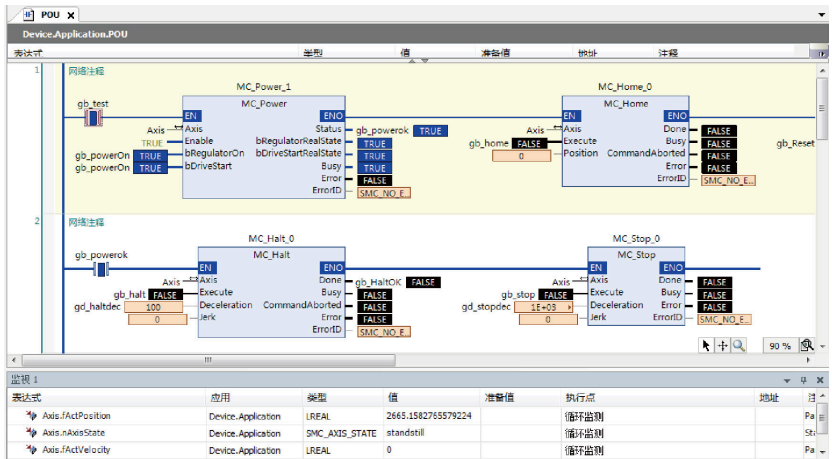 POU
Device.Application.POU
表达式 类型 值 准备值 地址 注释
1 网络注释
MC_Power_1 MC_Home_0
gb_test MC_Power MC_Home
EN ENO EN ENO
Axis Axis Status gb_powerok TRUE Axis Axis Done FALSE
TRUE Enable bRegulatorRealState TRUE gb_home FALSE Execute Busy FALSE gb_Reset
gb_powerOn TRUE bRegulatorOn bDriveStartRealState TRUE 0 Position CommandAborted FALSE
gb_powerOn TRUE bDriveStart Busy TRUE Error FALSE
Error FALSE ErrorID SMC_NO_E...
ErrorID SMC_NO_E...
2 网络注释
MC_Halt_0 MC_Stop_0
gb_powerok MC_Halt MC_Stop
EN ENO EN ENO
Axis Axis Done gb_HaltOK FALSE Axis Axis Done FALSE
gb_halt FALSE Execute Busy FALSE gb_stop FALSE Execute Busy FALSE
gd_haltdec 100 Deceleration CommandAborted FALSE gd_stopdec 1E+03 Deceleration Error FALSE
0 Jerk Error FALSE 0 Jerk ErrorID SMC_NO_E...
ErrorID SMC_NO_E...
90 %
监视 1
表达式 应用 类型 值 准备值 执行点 地址 注
Axis.fActPosition Device.Application LREAL 2665.1582765579224 循环监测 Pa
Axis.nAxisState Device.Application SMC_AXIS_STATE standstill 循环监测 Sta
Axis.fActVelocity Device.Application LREAL 0 循环监测 Pa